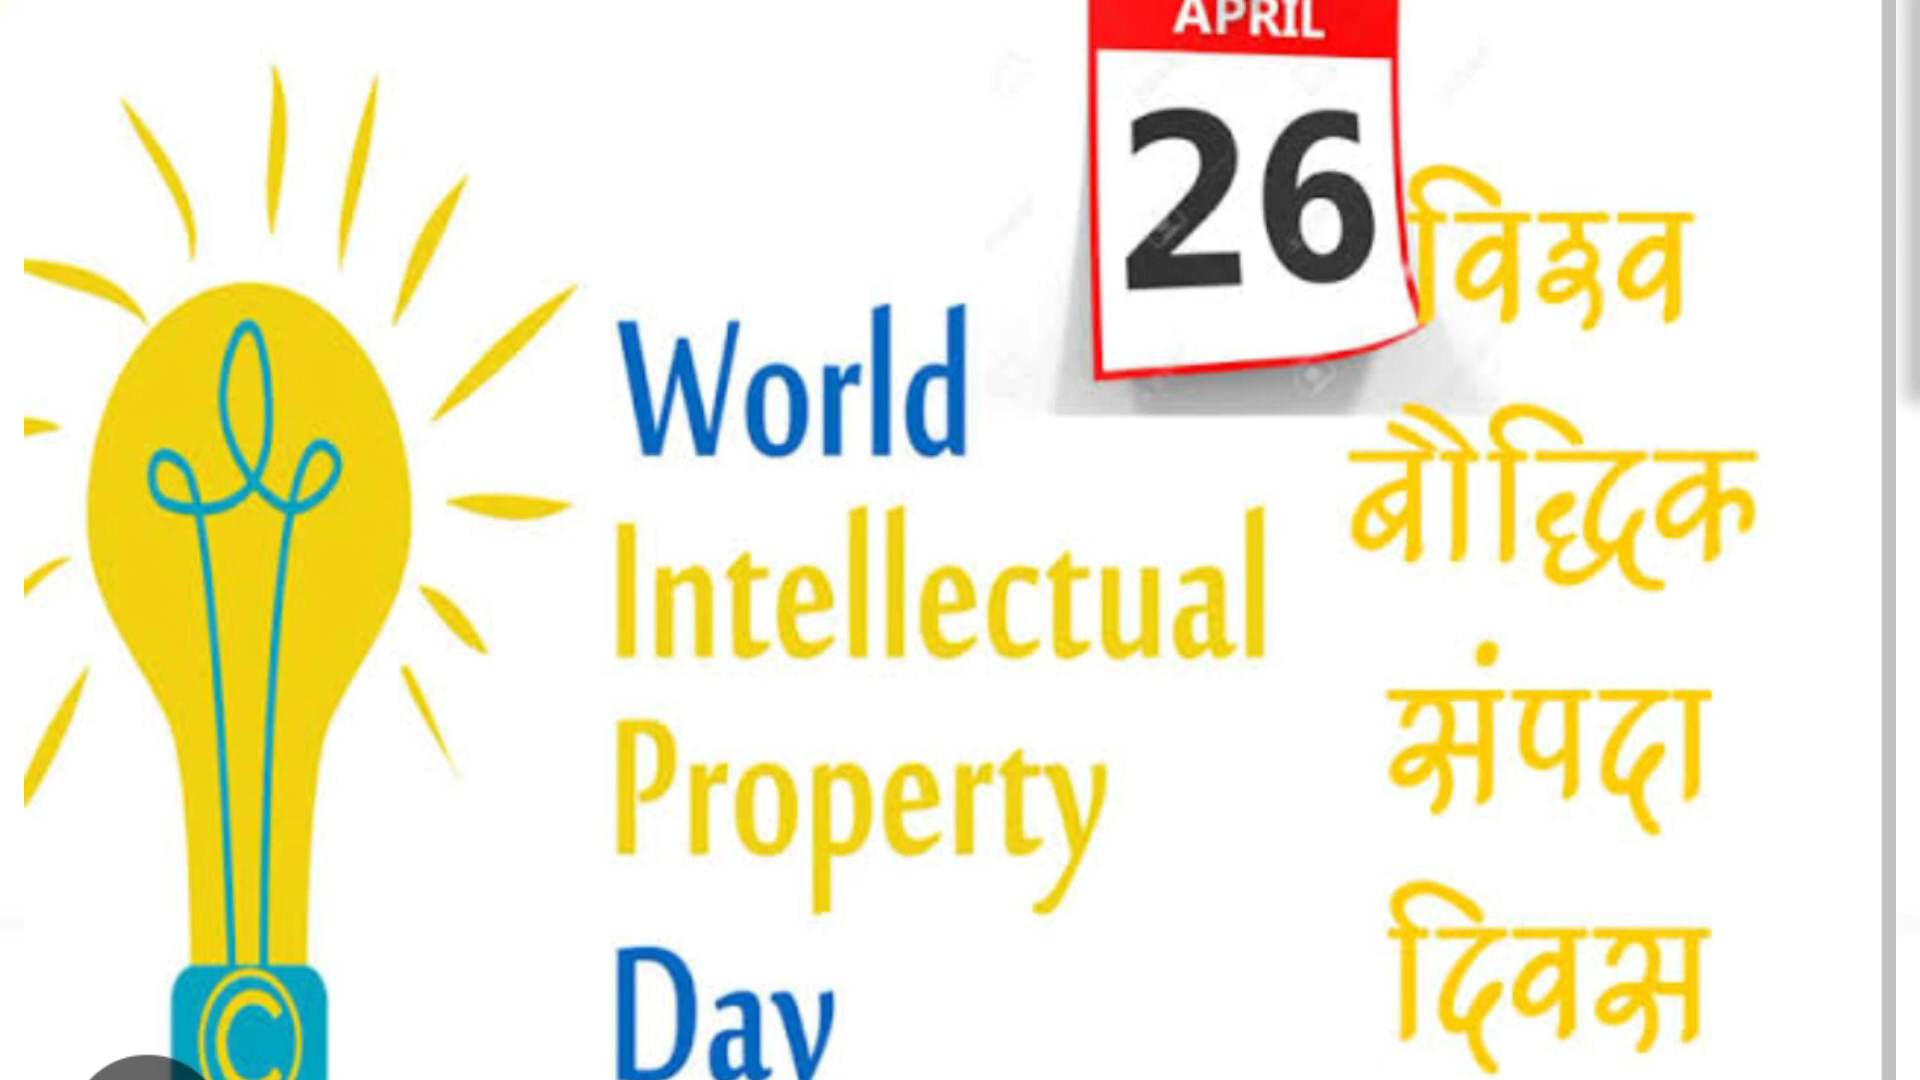 APRIL
26
World
Intellectual
Property
Day
विश्व
बौद्धिक
संपदा
दिवस
C